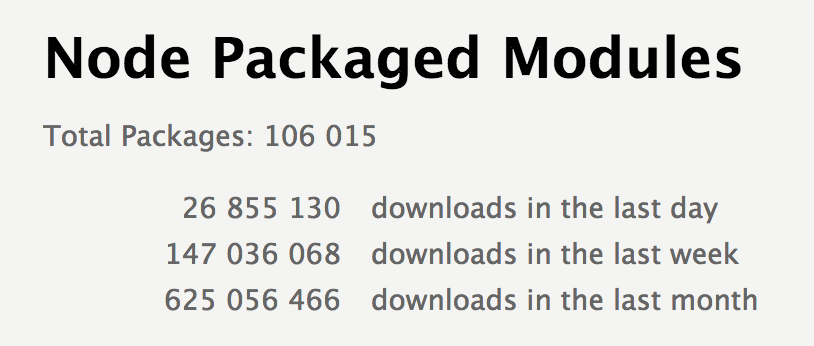 Node Packaged Modules
Total Packages: 106 015
26 855 130 downloads in the last day
147 036 068 downloads in the last week
625 056 466 downloads in the last month